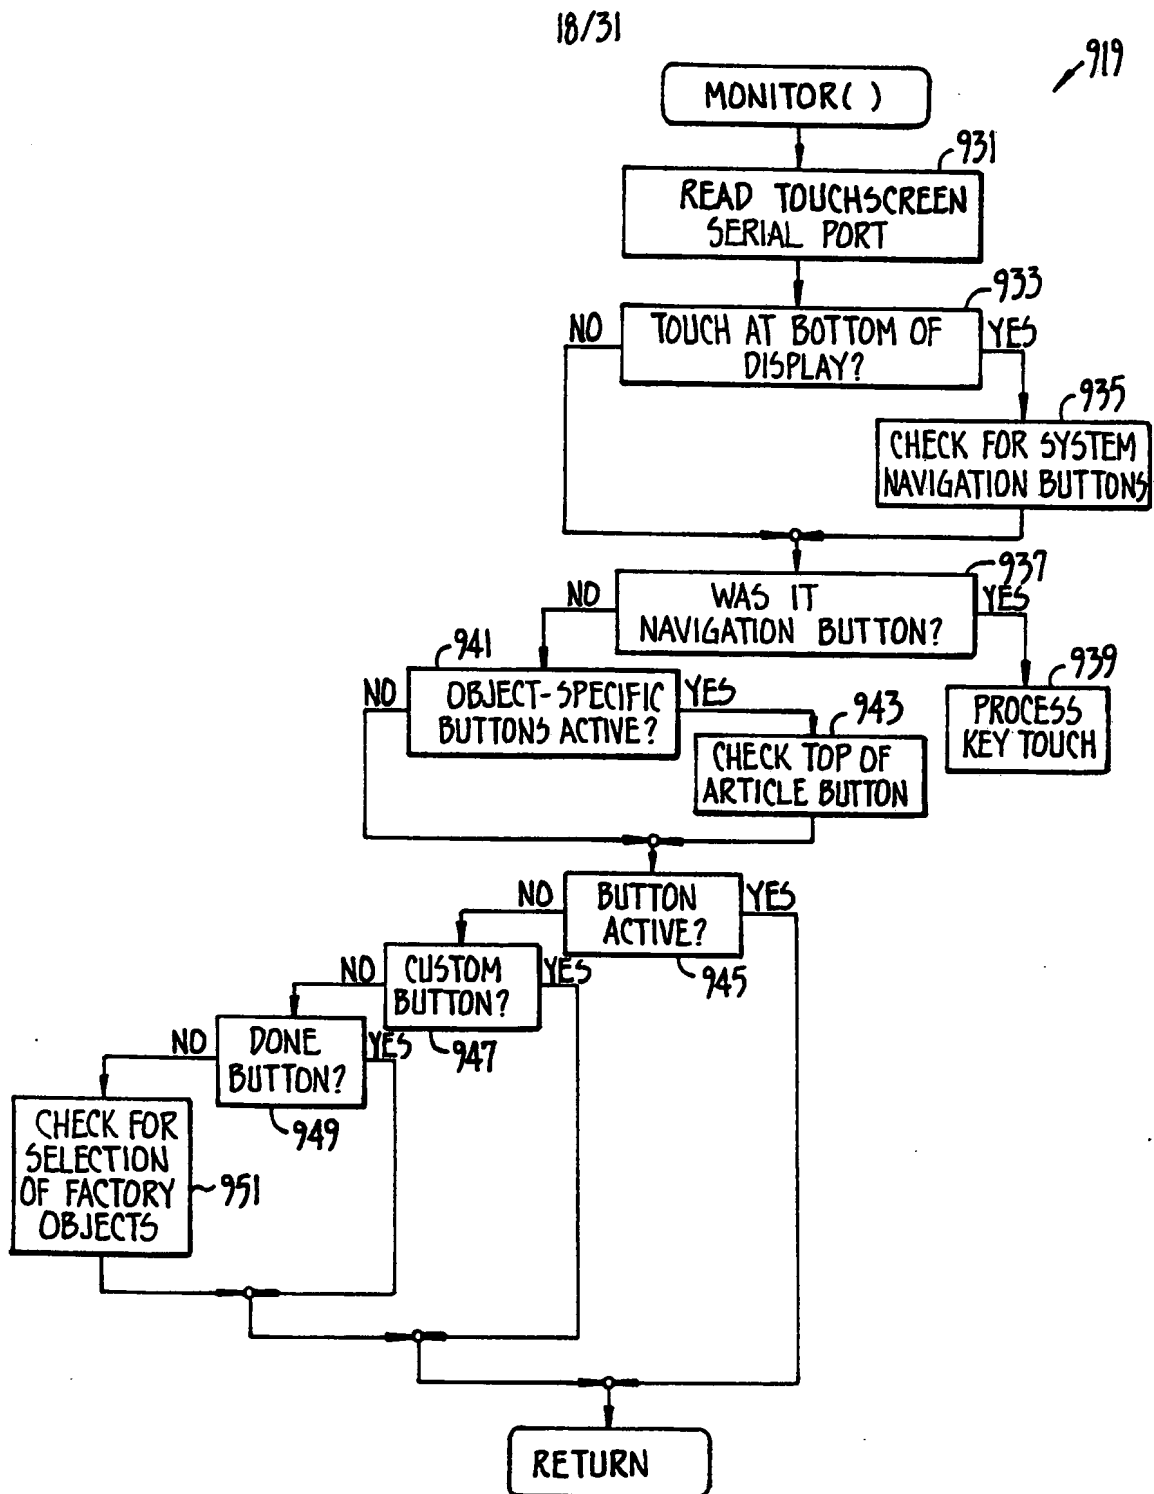 18/31
919
MONITOR( )
931
READ TOUCHSCREEN
SERIAL PORT
933
NO
TOUCH AT BOTTOM OF
DISPLAY?
YES
935
CHECK FOR SYSTEM
NAVIGATION BUTTONS
937
NO
WAS IT
NAVIGATION BUTTON?
YES
941
939
NO
OBJECT-SPECIFIC
BUTTONS ACTIVE?
YES
943
PROCESS
KEY TOUCH
CHECK TOP OF
ARTICLE BUTTON
NO
BUTTON
ACTIVE?
YES
945
NO
CUSTOM
BUTTON?
YES
947
NO
DONE
BUTTON?
YES
949
CHECK FOR
SELECTION
OF FACTORY
OBJECTS
951
RETURN